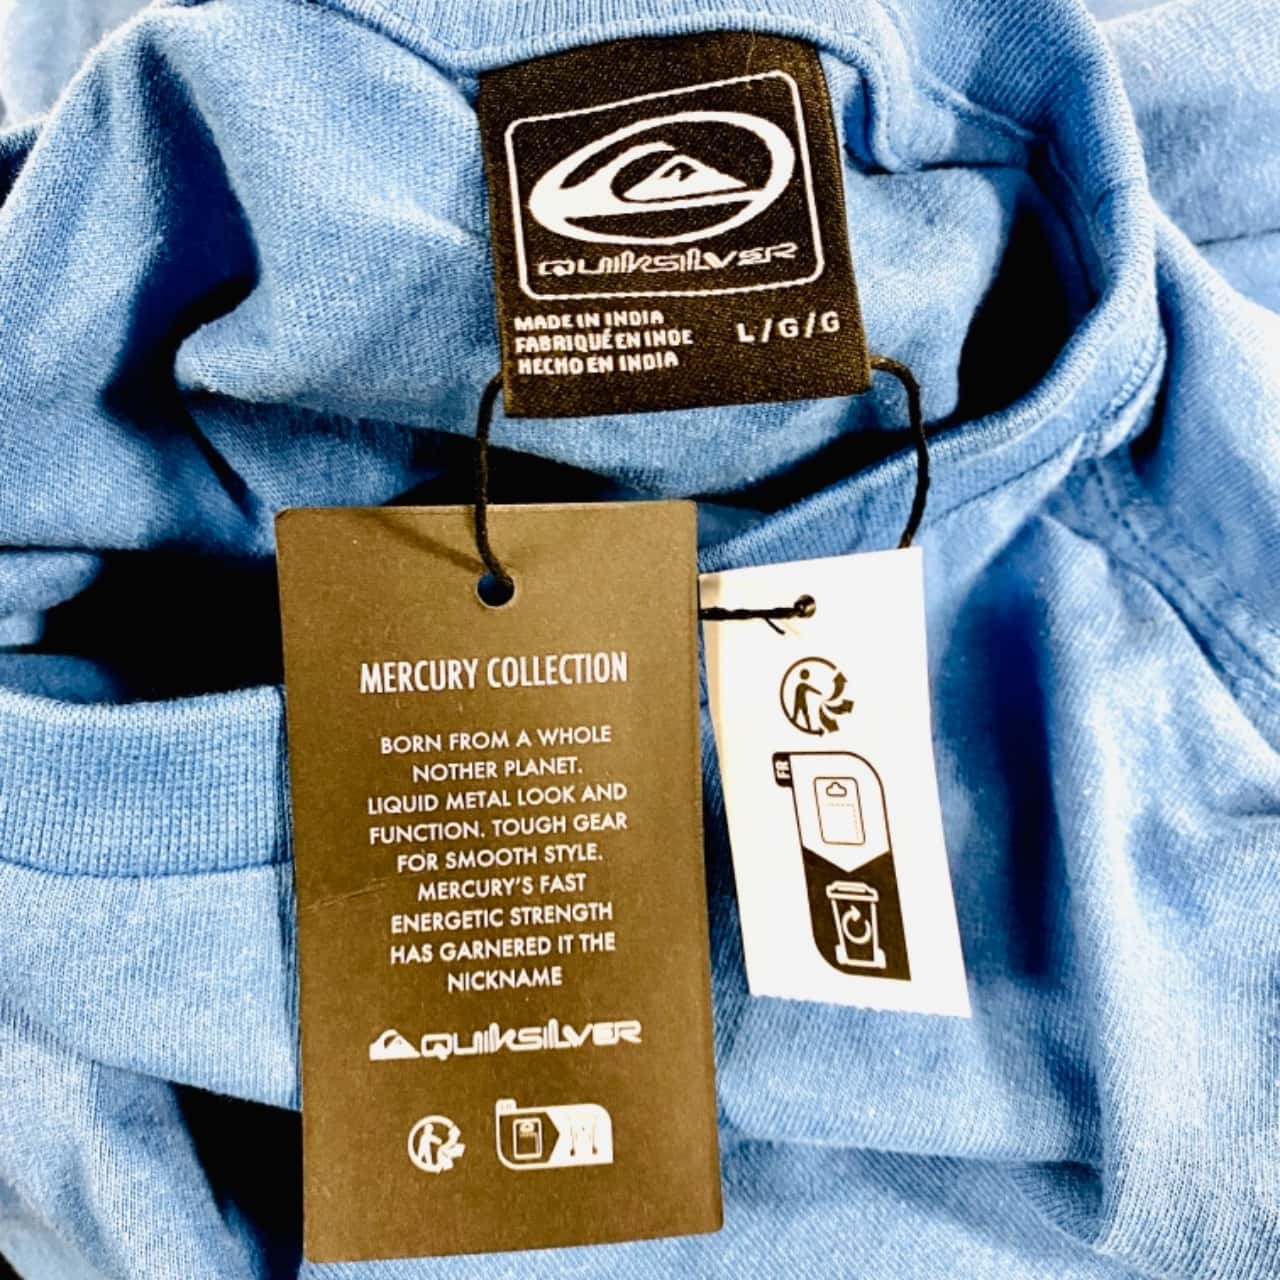 QUIKSILVER
MADE IN INDIA
FABRIQUÉ EN INDE
HECHO EN INDIA
L / G / G
MERCURY COLLECTION
BORN FROM A WHOLE
NOTHER PLANET.
LIQUID METAL LOOK AND
FUNCTION. TOUGH GEAR
FOR SMOOTH STYLE.
MERCURY'S FAST
ENERGETIC STRENGTH
HAS GARNERED IT THE
NICKNAME
QUIKSILVER
FR
FR